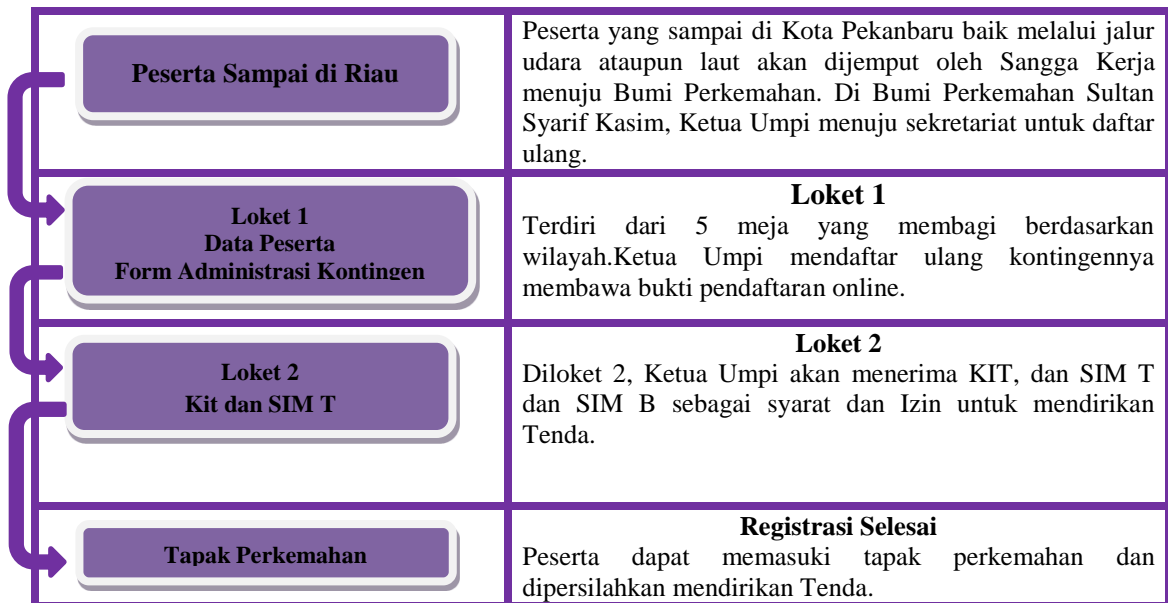 Peserta Sampai di Riau
Peserta yang sampai di Kota Pekanbaru baik melalui jalur
udara ataupun laut akan dijemput oleh Sangga Kerja
menuju Bumi Perkemahan. Di Bumi Perkemahan Sultan
Syarif Kasim, Ketua Umpi menuju sekretariat untuk daftar
ulang.
Loket 1
Data Peserta
Form Administrasi Kontingen
Loket 1
Terdiri dari 5 meja yang membagi berdasarkan
wilayah.Ketua Umpi mendaftar ulang kontingennya
membawa bukti pendaftaran online.
Loket 2
Kit dan SIM T
Loket 2
Diloket 2, Ketua Umpi akan menerima KIT, dan SIM T
dan SIM B sebagai syarat dan Izin untuk mendirikan
Tenda.
Tapak Perkemahan
Registrasi Selesai
Peserta dapat memasuki tapak perkemahan dan
dipersilahkan mendirikan Tenda.